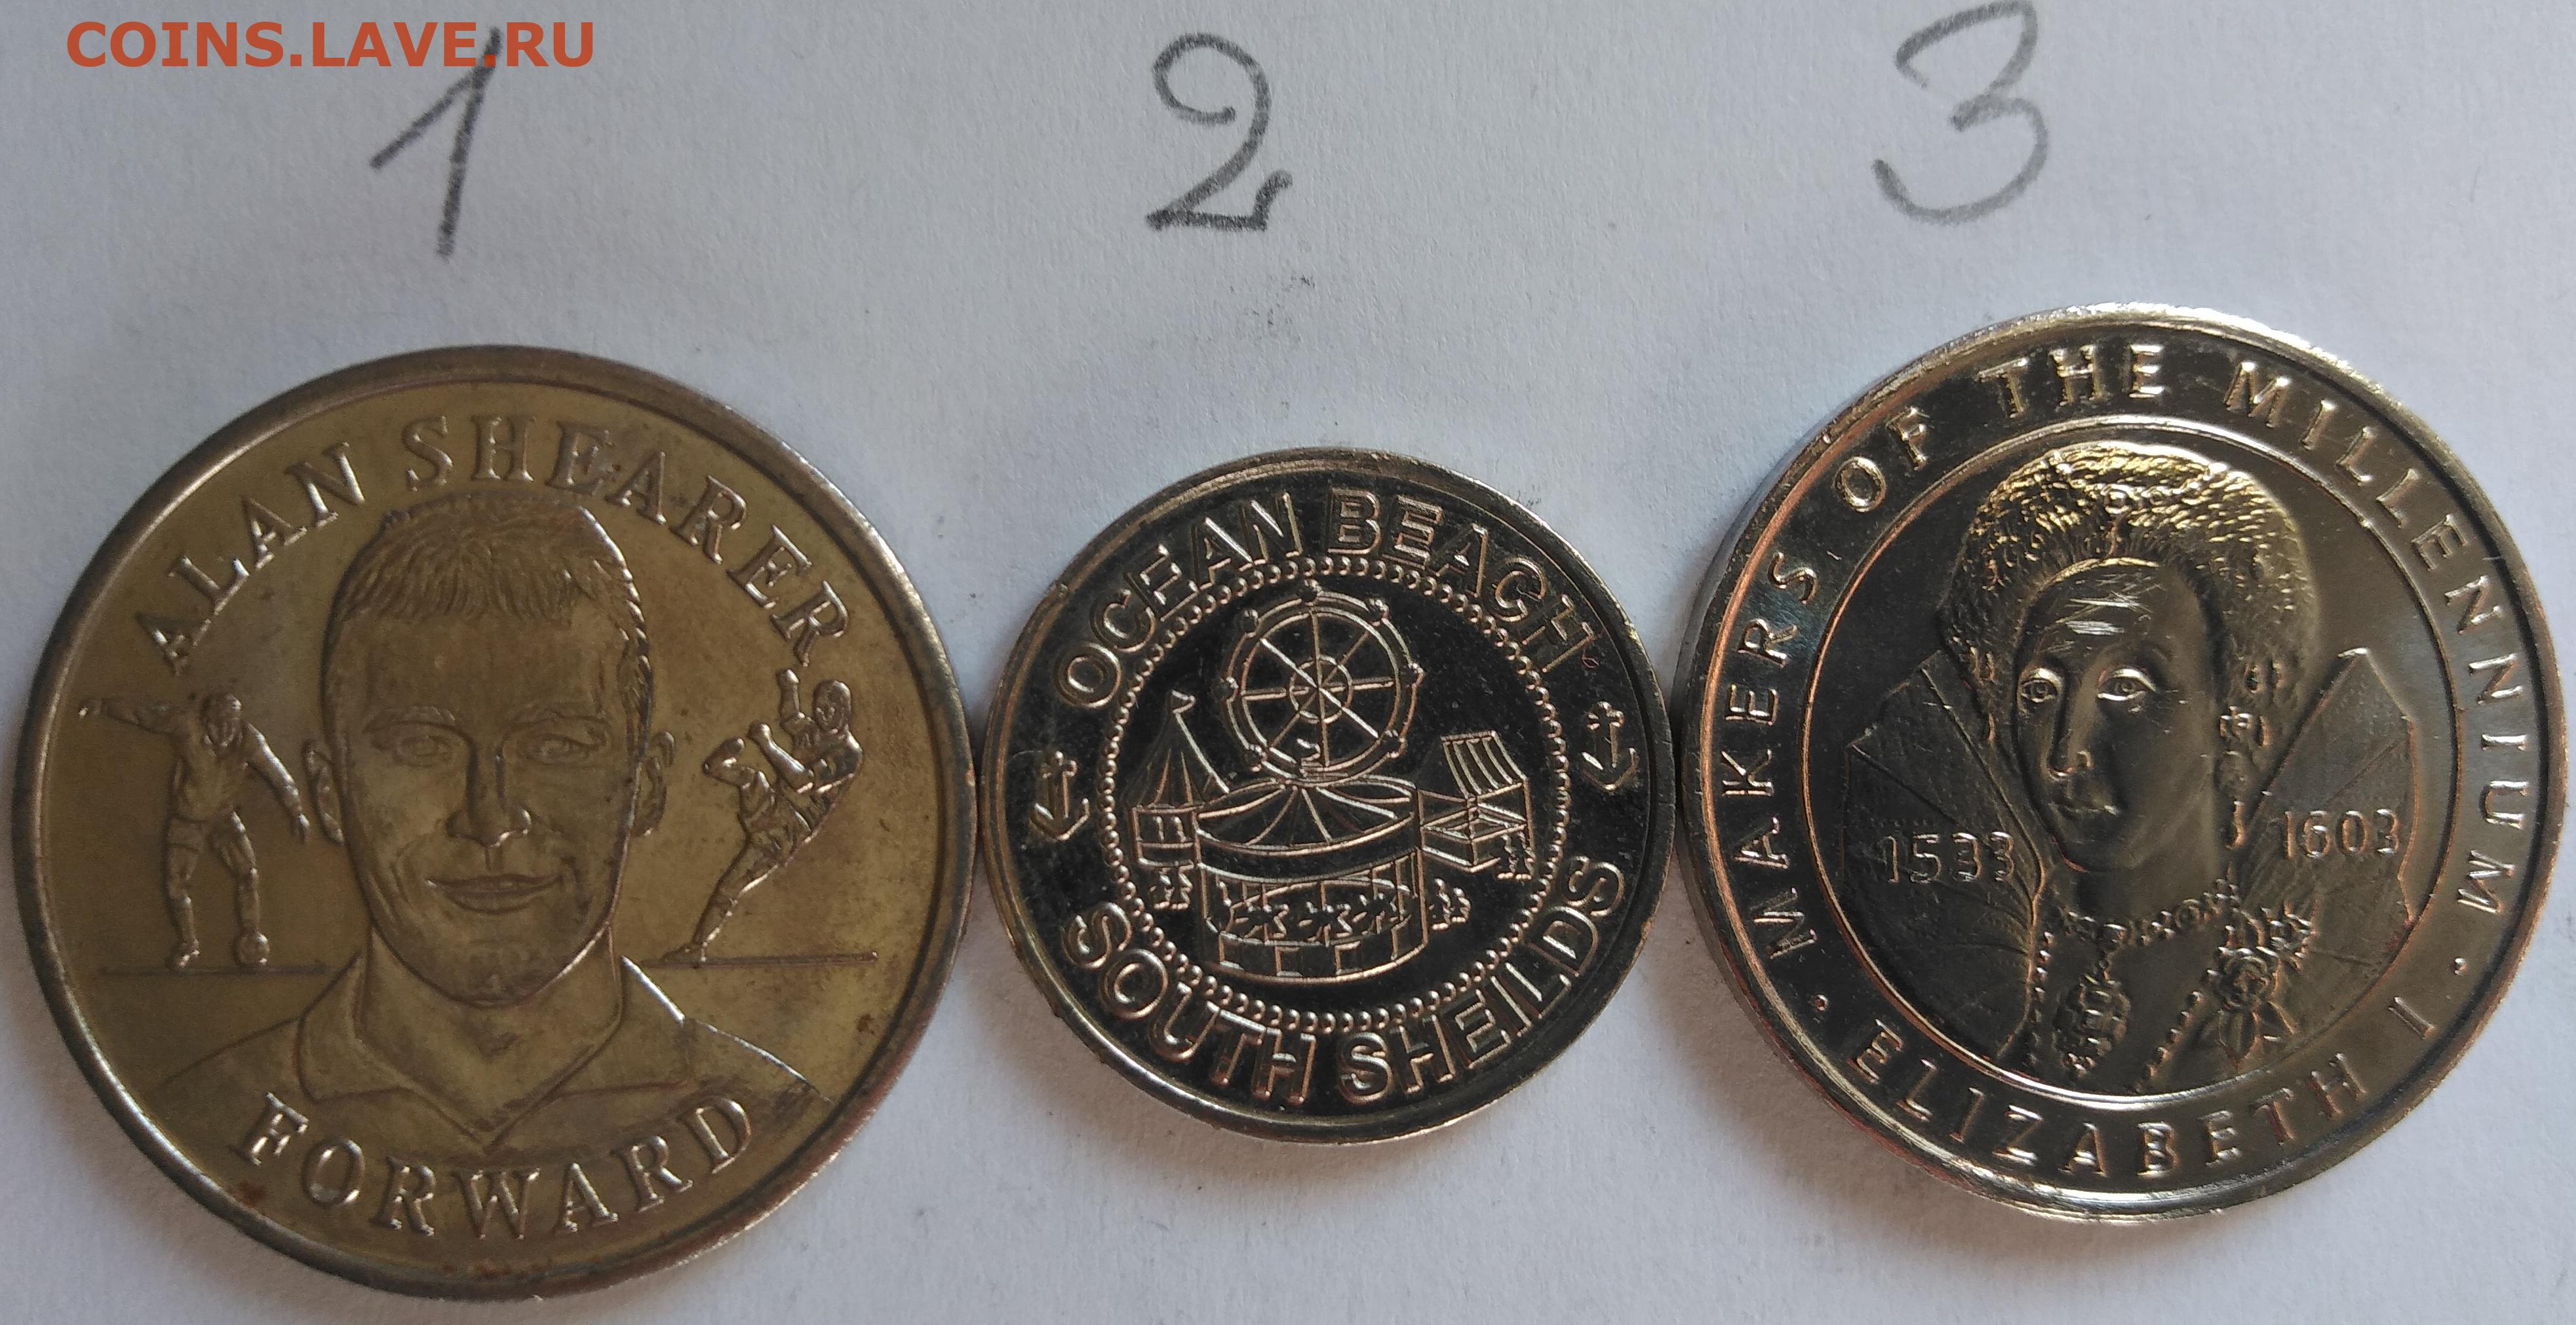 COINS.LAVE.RU
1 2 3
ALAN SHEARER
FORWARD
OCEAN BEACH
SOUTH SHEILDS
MAKERS OF THE MILLENNIUM
1533 1603
· ELIZABETH I ·